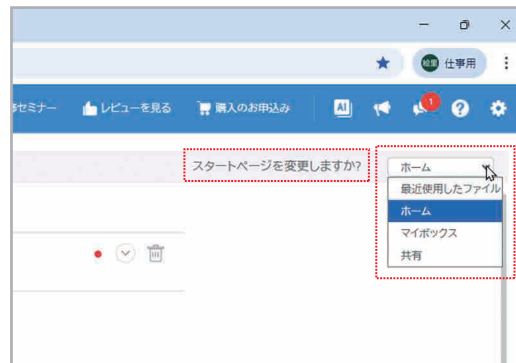 絵里 仕事用
セミナー レビューを見る 購入のお申込み AI 1
スタートページを変更しますか? ホーム
最近使用したファイル
ホーム
マイボックス
共有